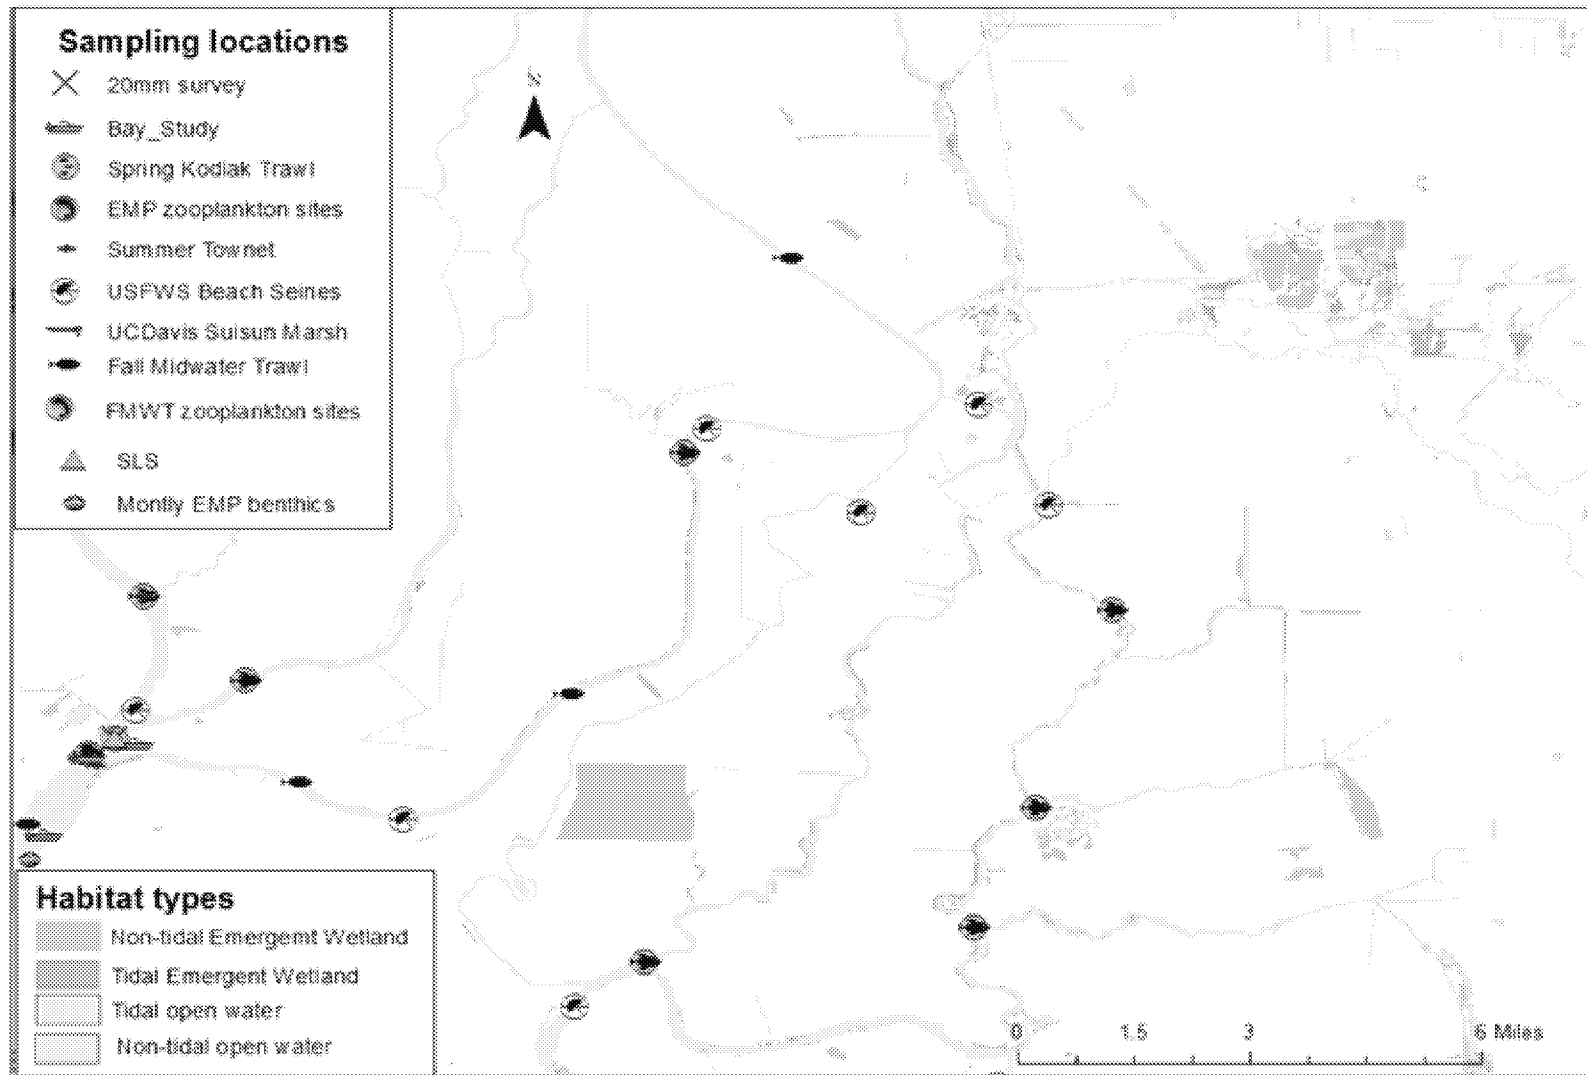 Sampling locations
20mm survey
Bay_Study
Spring Kodiak Trawl
EMP zooplankton sites
Summer Townet
USFWS Beach Seines
UCDavis Suisun Marsh
Fall Midwater Trawl
FMWT zooplankton sites
SLS
Montly EMP benthics
N
Habitat types
Non-tidal Emergemt Wetland
Tidal Emergent Wetland
Tidal open water
Non-tidal open water
0 1.5 3 6 Miles